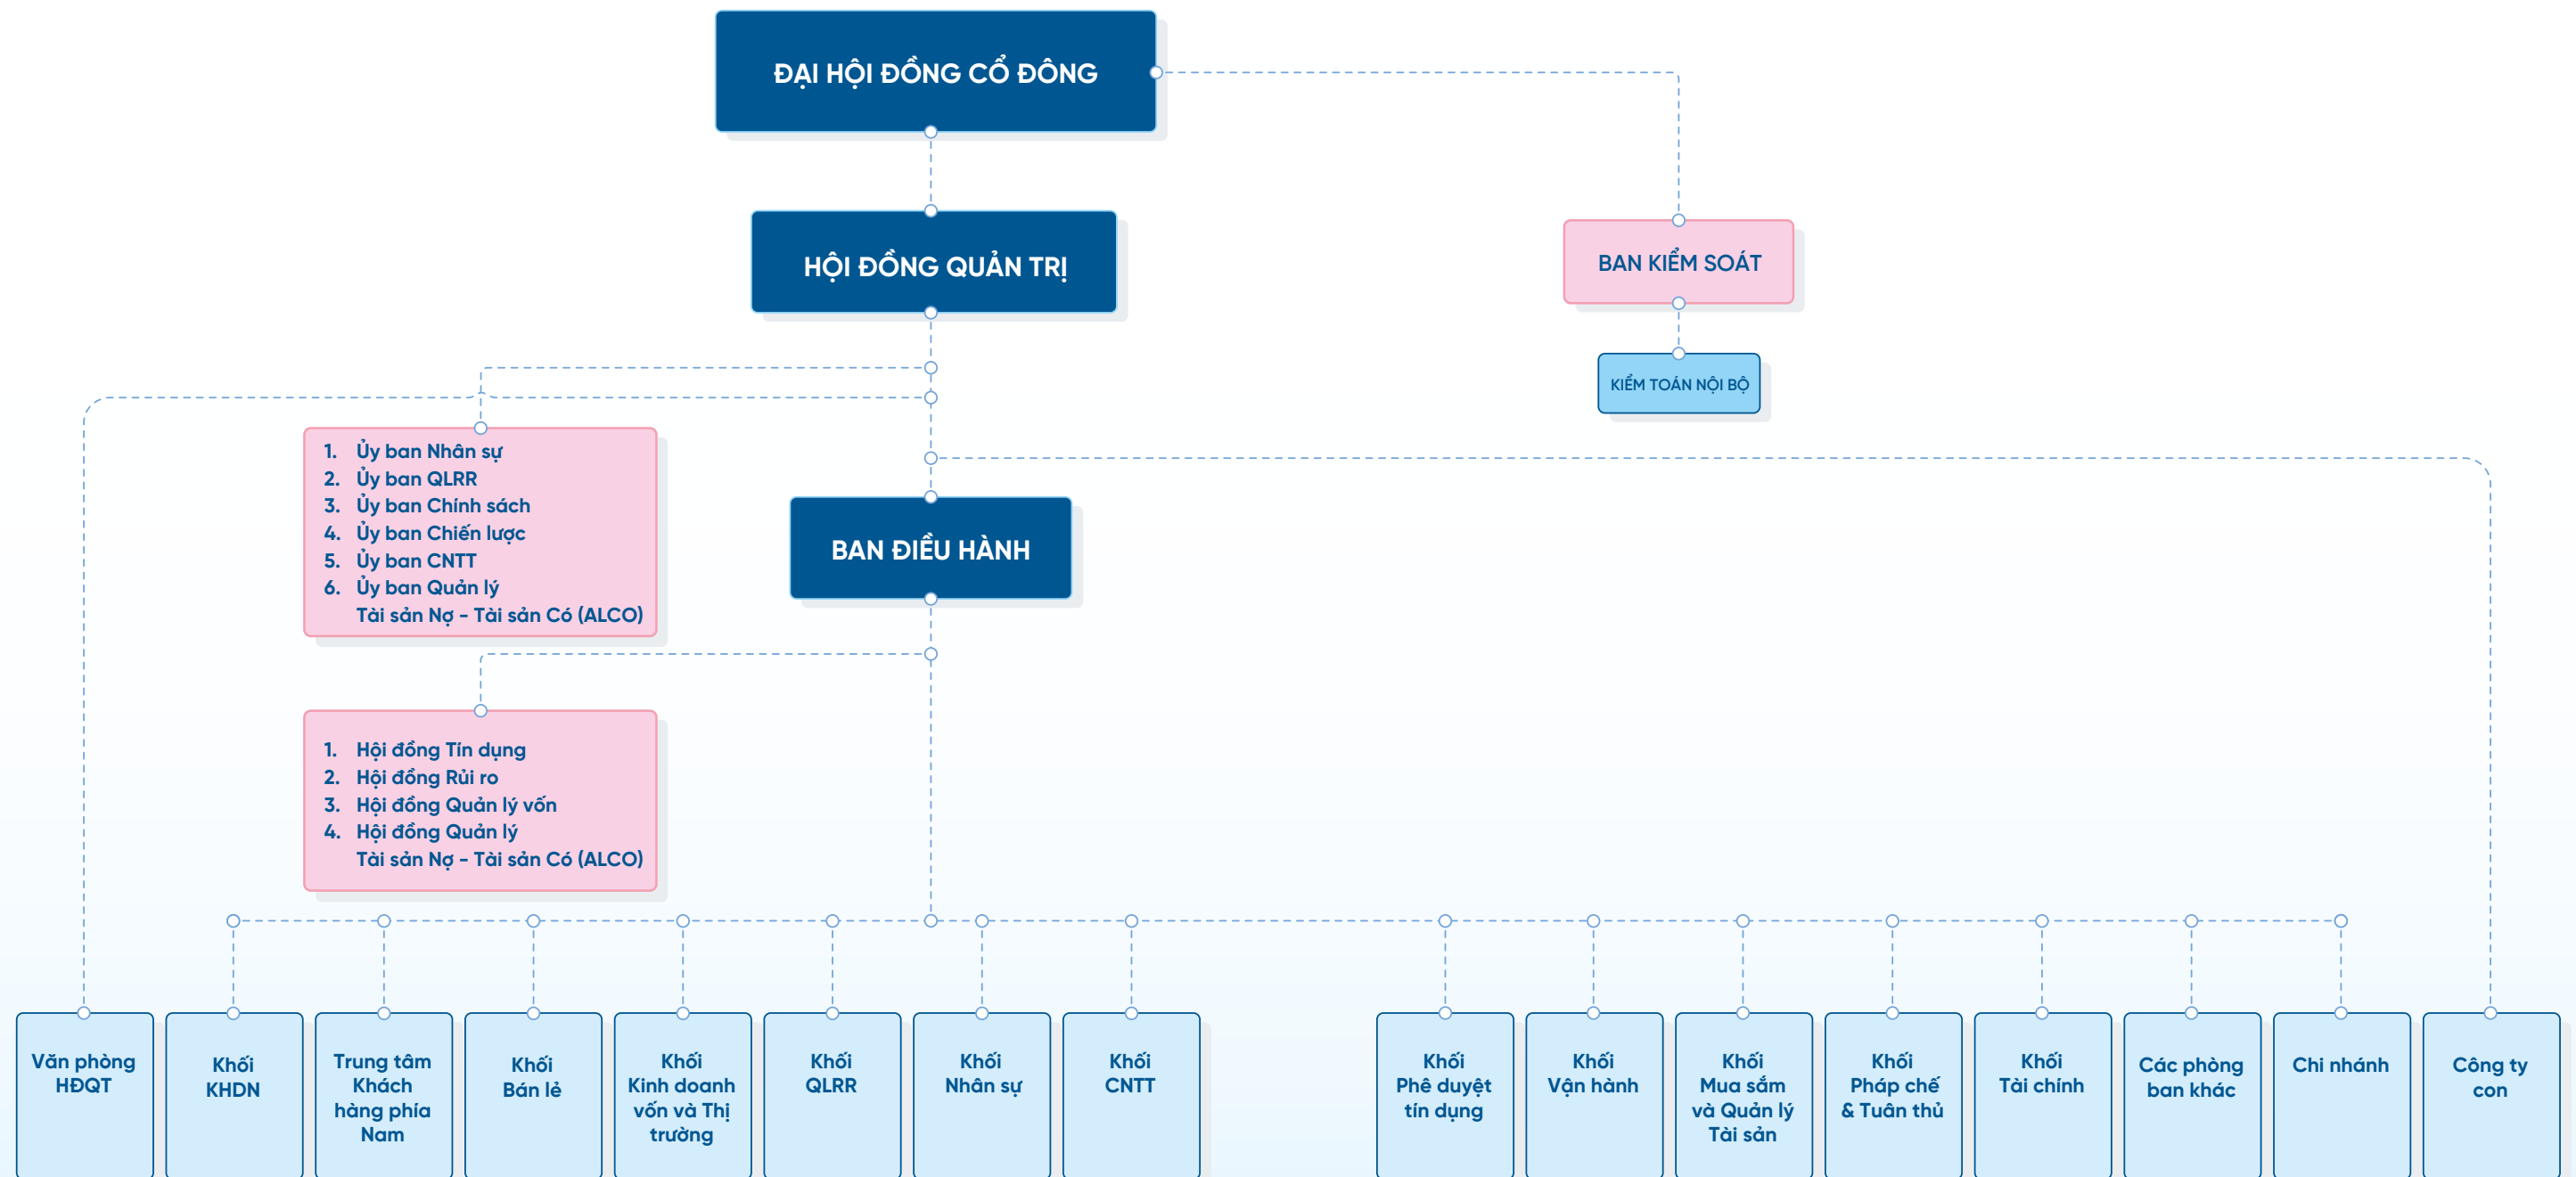 ĐẠI HỘI ĐỒNG CỔ ĐÔNG
HỘI ĐỒNG QUẢN TRỊ
BAN KIỂM SOÁT
KIỂM TOÁN NỘI BỘ
1. Ủy ban Nhân sự
2. Ủy ban QLRR
3. Ủy ban Chính sách
4. Ủy ban Chiến lược
5. Ủy ban CNTT
6. Ủy ban Quản lý
Tài sản Nợ - Tài sản Có (ALCO)
BAN ĐIỀU HÀNH
1. Hội đồng Tín dụng
2. Hội đồng Rủi ro
3. Hội đồng Quản lý vốn
4. Hội đồng Quản lý
Tài sản Nợ - Tài sản Có (ALCO)
Văn phòng
HĐQT
Khối
KHDN
Trung tâm
Khách
hàng phía
Nam
Khối
Bán lẻ
Khối
Kinh doanh
vốn và Thị
trường
Khối
QLRR
Khối
Nhân sự
Khối
CNTT
Khối
Phê duyệt
tín dụng
Khối
Vận hành
Khối
Mua sắm
và Quản lý
Tài sản
Khối
Pháp chế
& Tuân thủ
Khối
Tài chính
Các phòng
ban khác
Chi nhánh
Công ty
con